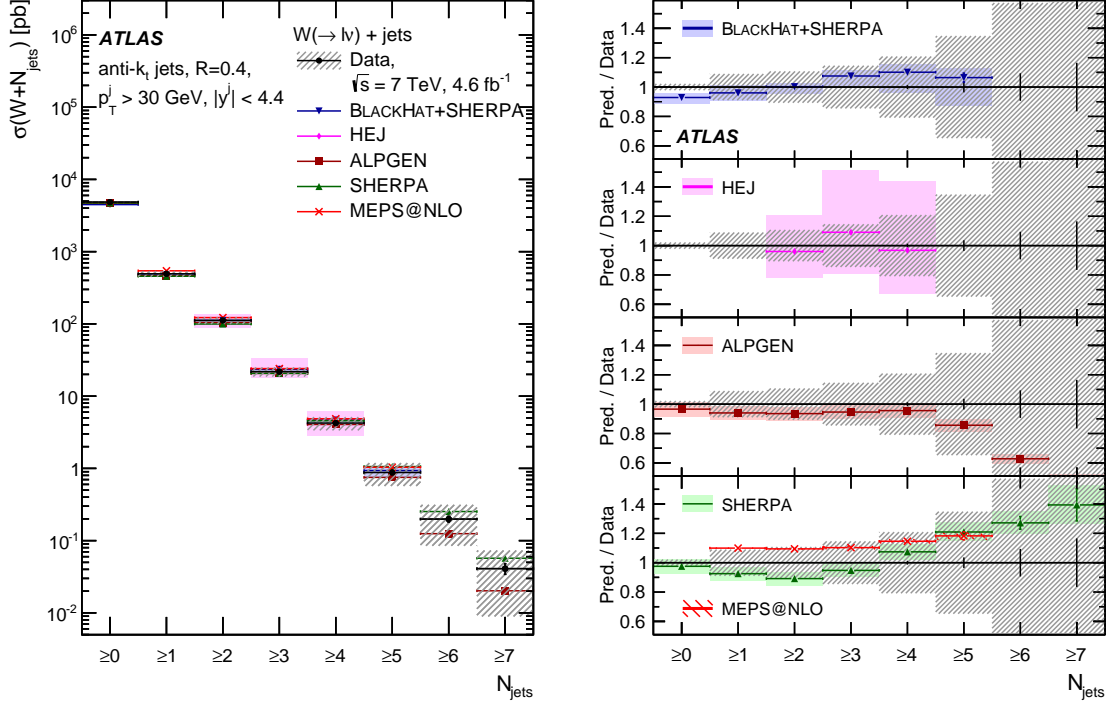 σ(W+N_jets) [pb]
10^6
10^5
10^4
10^3
10^2
10
1
10^-1
10^-2
ATLAS
anti-k_t jets, R=0.4,
p_T^j > 30 GeV, |y^j| < 4.4
W(→ lν) + jets
Data,
√s = 7 TeV, 4.6 fb^-1
BLACKHAT+SHERPA
HEJ
ALPGEN
SHERPA
MEPS@NLO
≥0 ≥1 ≥2 ≥3 ≥4 ≥5 ≥6 ≥7
N_jets
Pred. / Data
1.4
1.2
1
0.8
0.6
BLACKHAT+SHERPA
ATLAS
Pred. / Data
1.4
1.2
1
0.8
0.6
HEJ
Pred. / Data
1.4
1.2
1
0.8
0.6
ALPGEN
Pred. / Data
1.4
1.2
1
0.8
0.6
SHERPA
MEPS@NLO
≥0 ≥1 ≥2 ≥3 ≥4 ≥5 ≥6 ≥7
N_jets